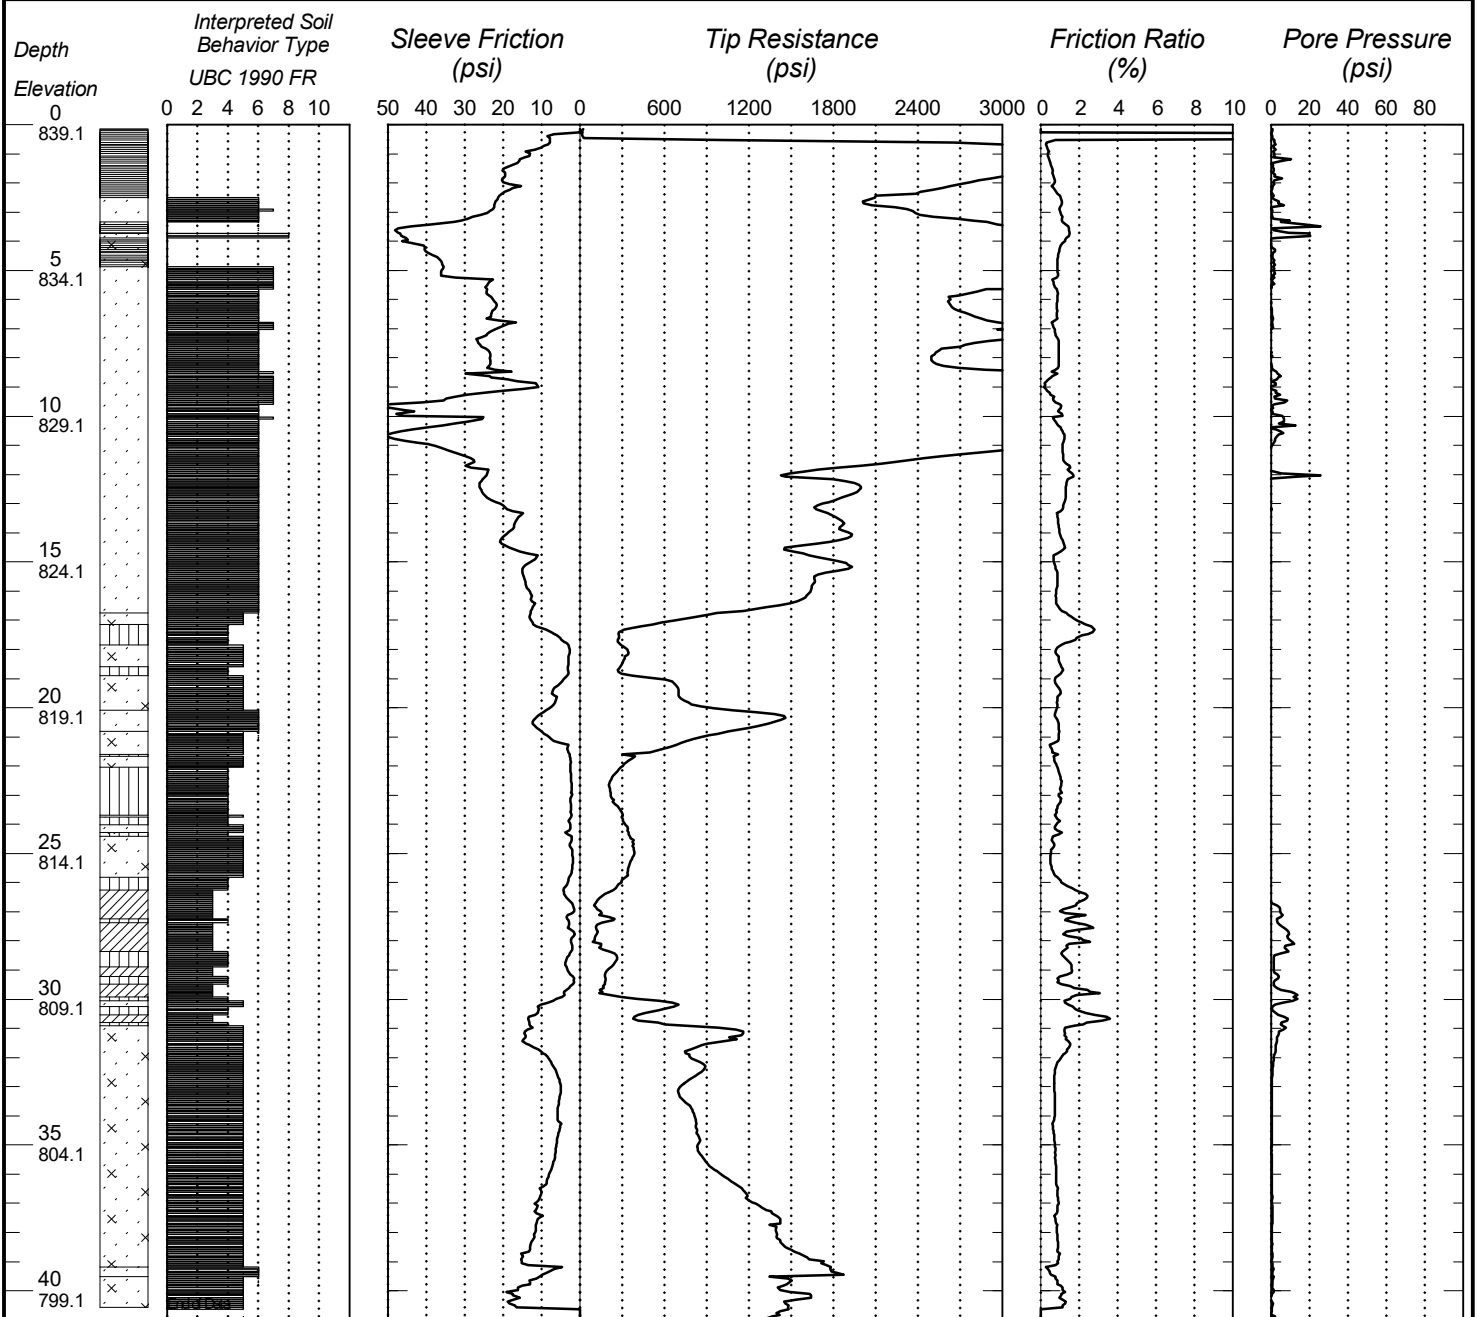 Interpreted Soil
Behavior Type
UBC 1990 FR
Depth
Elevation
Sleeve Friction
(psi)
Tip Resistance
(psi)
Friction Ratio
(%)
Pore Pressure
(psi)
0 2 4 6 8 10
50 40 30 20 10 0
600 1200 1800 2400 3000
0 2 4 6 8 10
0 20 40 60 80
0
839.1
5
834.1
10
829.1
15
824.1
20
819.1
25
814.1
30
809.1
35
804.1
40
799.1